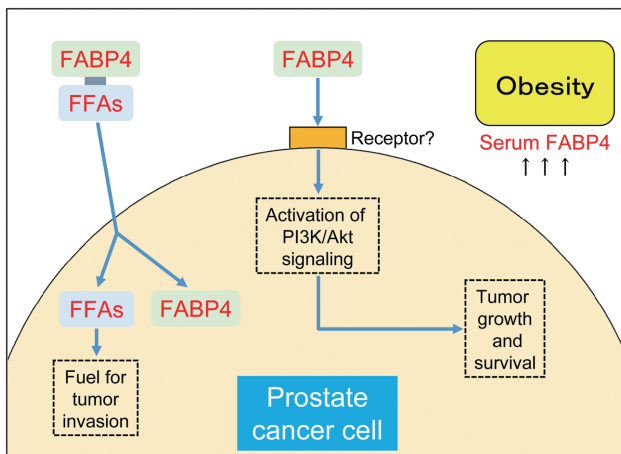 FABP4
FFAs
FABP4
Receptor?
Obesity
Serum FABP4
↑ ↑ ↑
Activation of
PI3K/Akt
signaling
FFAs
FABP4
Fuel for
tumor
invasion
Tumor
growth
and
survival
Prostate
cancer cell